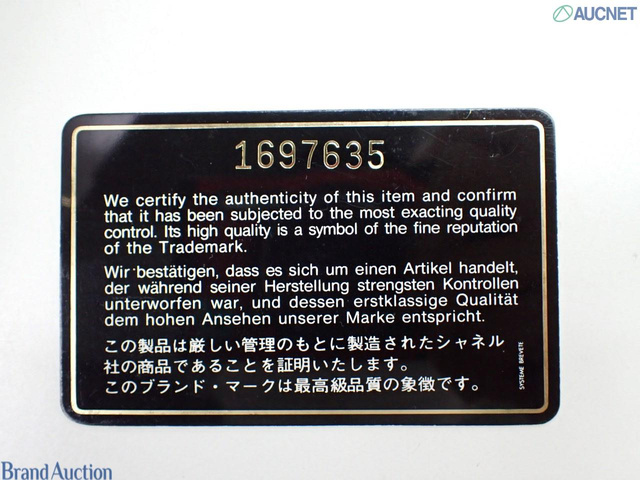 AUCNET
1697635
We certify the authenticity of this item and confirm
that it has been subjected to the most exacting quality
control. Its high quality is a symbol of the fine reputation
of the Trademark.
Wir bestätigen, dass es sich um einen Artikel handelt,
der während seiner Herstellung strengsten Kontrollen
unterworfen war, und dessen erstklassige Qualität
dem hohen Ansehen unserer Marke entspricht.
この製品は厳しい管理のもとに製造されたシャネル
社の商品であることを証明いたします。
このブランド・マークは最高級品質の象徴です。
SYSTEME BREVETE
Brand Auction